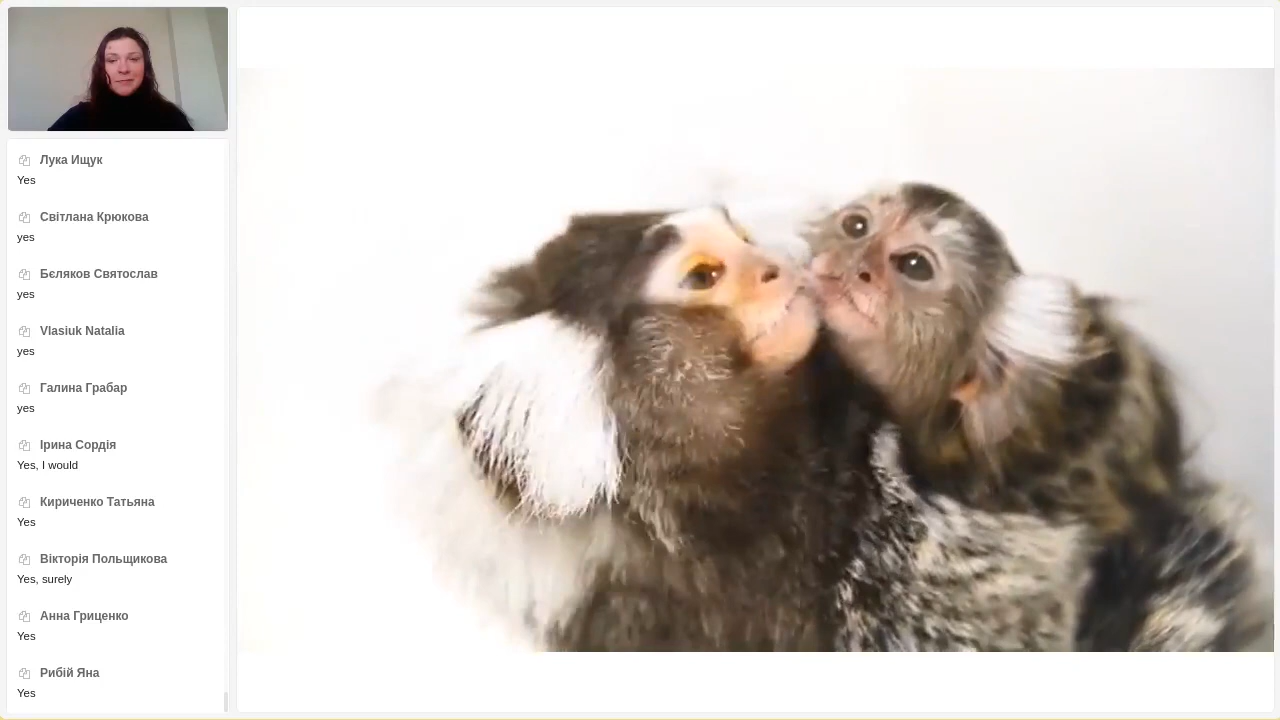 Лука Ищук
Yes
Світлана Крюкова
yes
Бєляков Святослав
yes
Vlasiuk Natalia
yes
Галина Грабар
yes
Ірина Сордія
Yes, I would
Кириченко Татьяна
Yes
Вікторія Польщикова
Yes, surely
Анна Гриценко
Yes
Рибій Яна
Yes